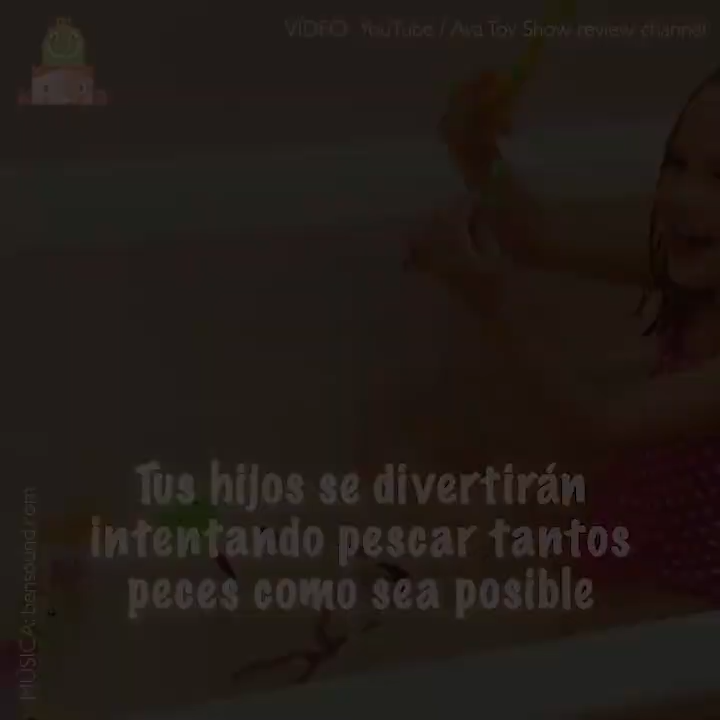 VÍDEO: YouTube / Ava Toy Show review channel
Tus hijos se divertirán
intentando pescar tantos
peces como sea posible
MÚSICA: bensound.com